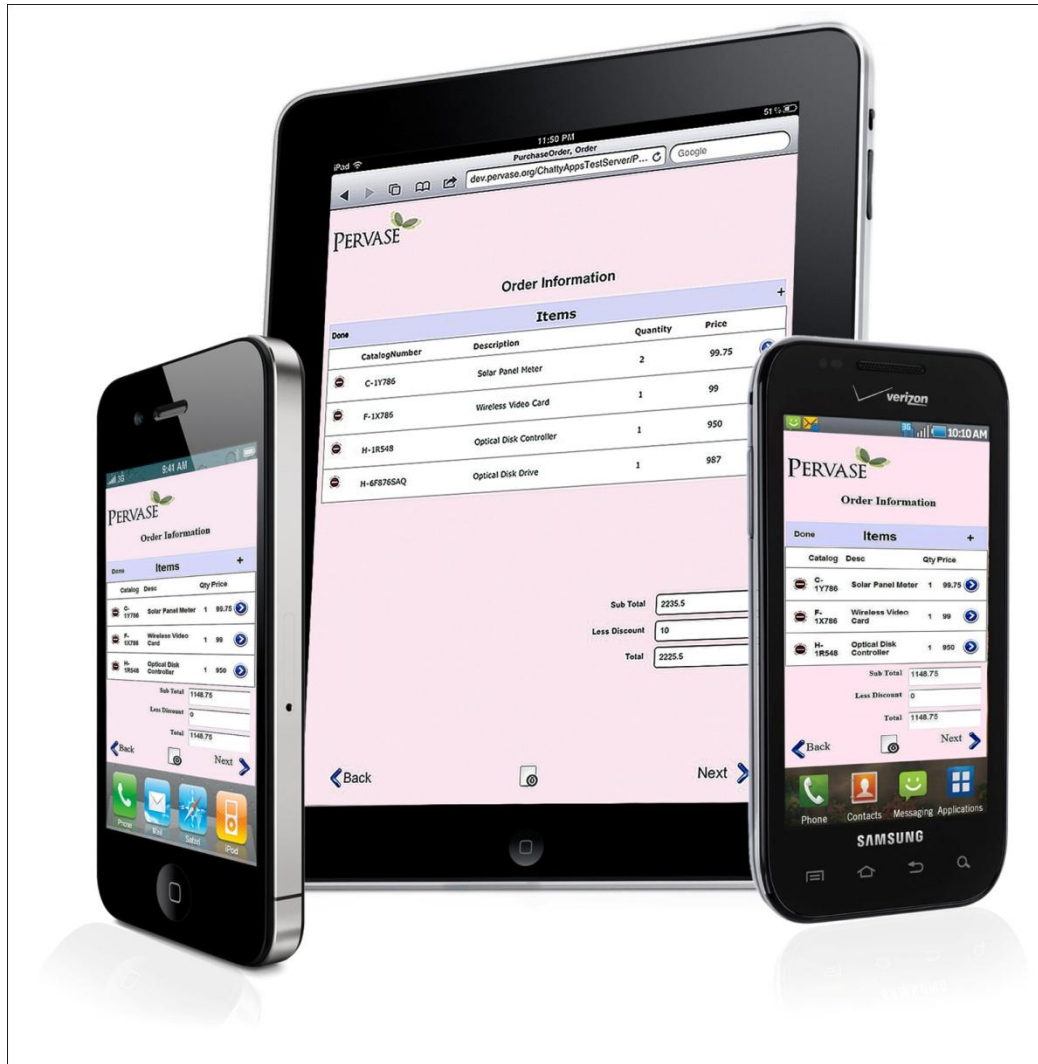 iPad 11:50 PM 51 %
PurchaseOrder, Order
dev.pervase.org/ChattyAppsTestServer/P... Google
PERVASE
Order Information
Done Items +
CatalogNumber Description Quantity Price
C-1Y786 Solar Panel Meter 2 99.75
F-1X786 Wireless Video Card 1 99
H-1R548 Optical Disk Controller 1 950
H-6F876SAQ Optical Disk Drive 1 987
Sub Total 2235.5
Less Discount 10
Total 2225.5
Back Next
3G 9:41 AM
PERVASE
Order Information
Done Items +
Catalog Desc Qty Price
C-1Y786 Solar Panel Meter 1 99.75
F-1X786 Wireless Video Card 1 99
H-1R548 Optical Disk Controller 1 950
Sub Total 1148.75
Less Discount 0
Total 1148.75
Back Next
Phone Mail Safari iPod
verizon
3G 10:10 AM
PERVASE
Order Information
Done Items +
Catalog Desc Qty Price
C-1Y786 Solar Panel Meter 1 99.75
F-1X786 Wireless Video Card 1 99
H-1R548 Optical Disk Controller 1 950
Sub Total 1148.75
Less Discount 0
Total 1148.75
Back Next
Phone Contacts Messaging Applications
SAMSUNG